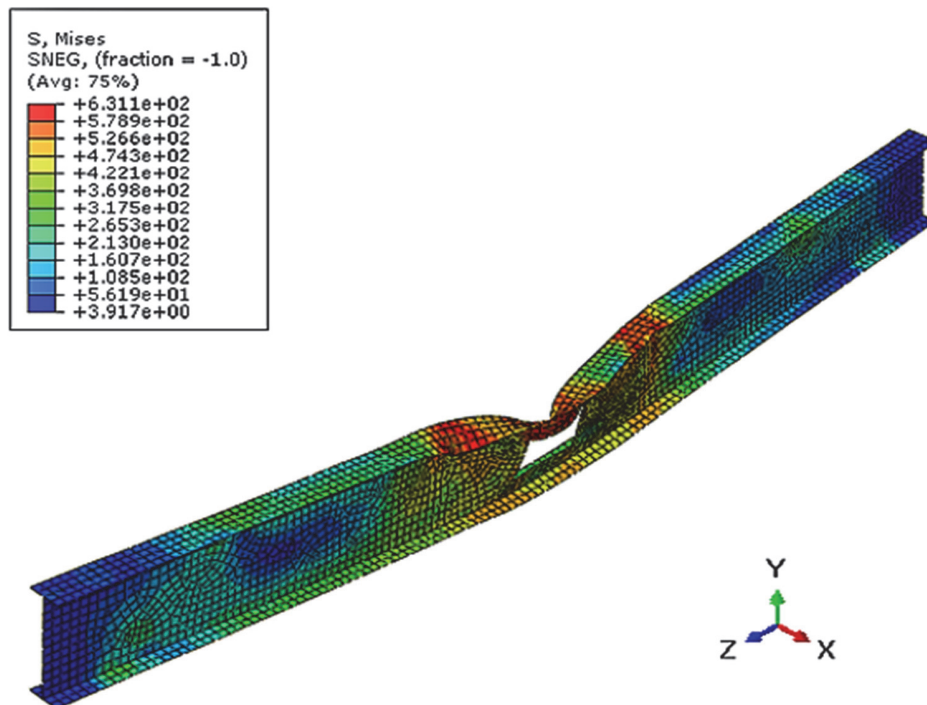 S, Mises
SNEG, (fraction = -1.0)
(Avg: 75%)
+6.311e+02
+5.789e+02
+5.266e+02
+4.743e+02
+4.221e+02
+3.698e+02
+3.175e+02
+2.653e+02
+2.130e+02
+1.607e+02
+1.085e+02
+5.619e+01
+3.917e+00
Y
Z
X